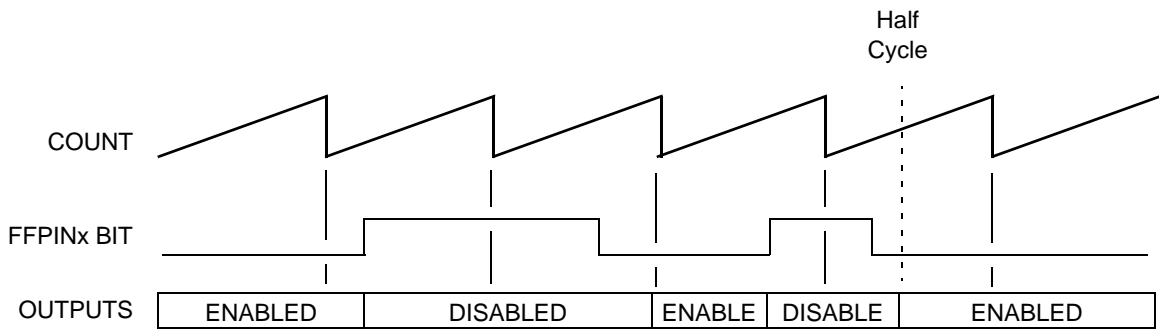 Half
Cycle
COUNT
FFPINx BIT
OUTPUTS ENABLED DISABLED ENABLE DISABLE ENABLED